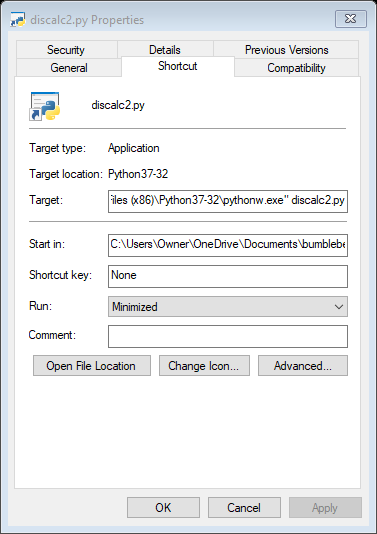 discalc2.py Properties
Security Details Previous Versions
General Shortcut Compatibility
discalc2.py
Target type: Application
Target location: Python37-32
Target: iles (x86)\Python37-32\pythonw.exe" discalc2.py
Start in: C:\Users\Owner\OneDrive\Documents\bumblebe
Shortcut key: None
Run: Minimized
Comment:
Open File Location Change Icon... Advanced...
OK Cancel Apply